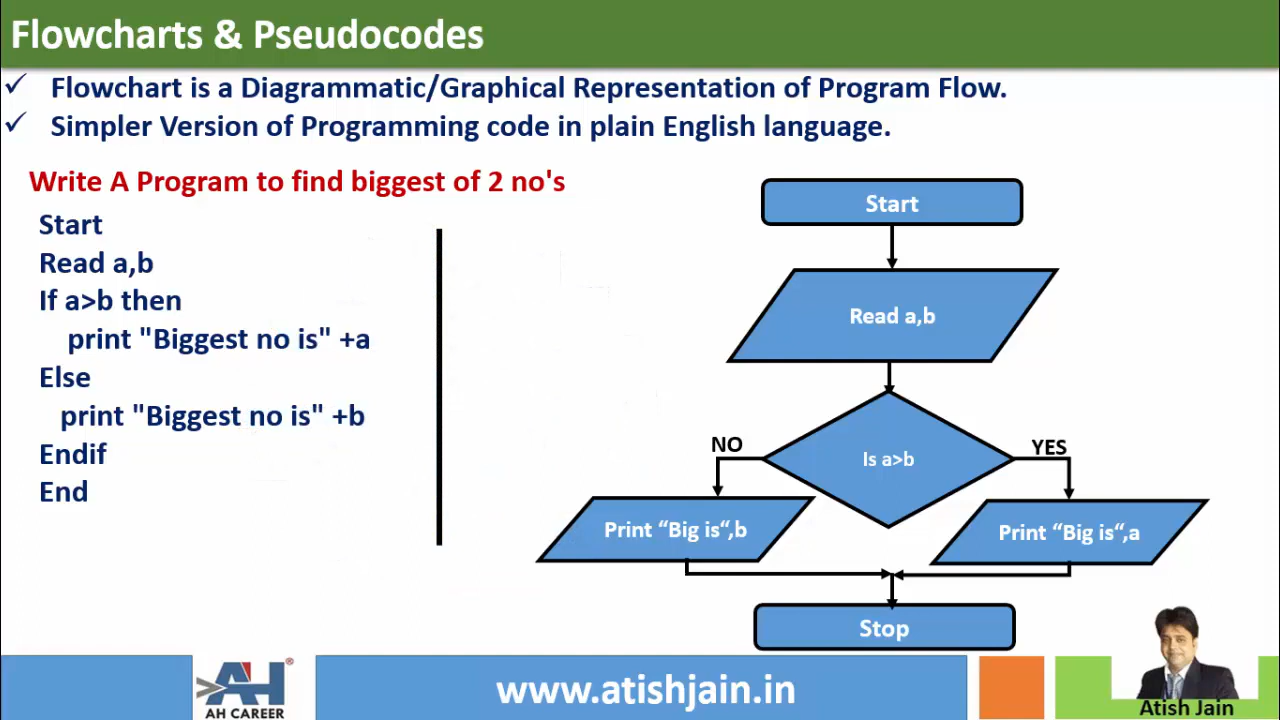 Flowcharts & Pseudocodes
✓ Flowchart is a Diagrammatic/Graphical Representation of Program Flow.
✓ Simpler Version of Programming code in plain English language.
Write A Program to find biggest of 2 no's
Start
Read a,b
If a>b then
print "Biggest no is" +a
Else
print "Biggest no is" +b
Endif
End
Start
Read a,b
Is a>b
NO
YES
Print “Big is“,b
Print “Big is“,a
Stop
AH
®
AH CAREER
www.atishjain.in
Atish Jain